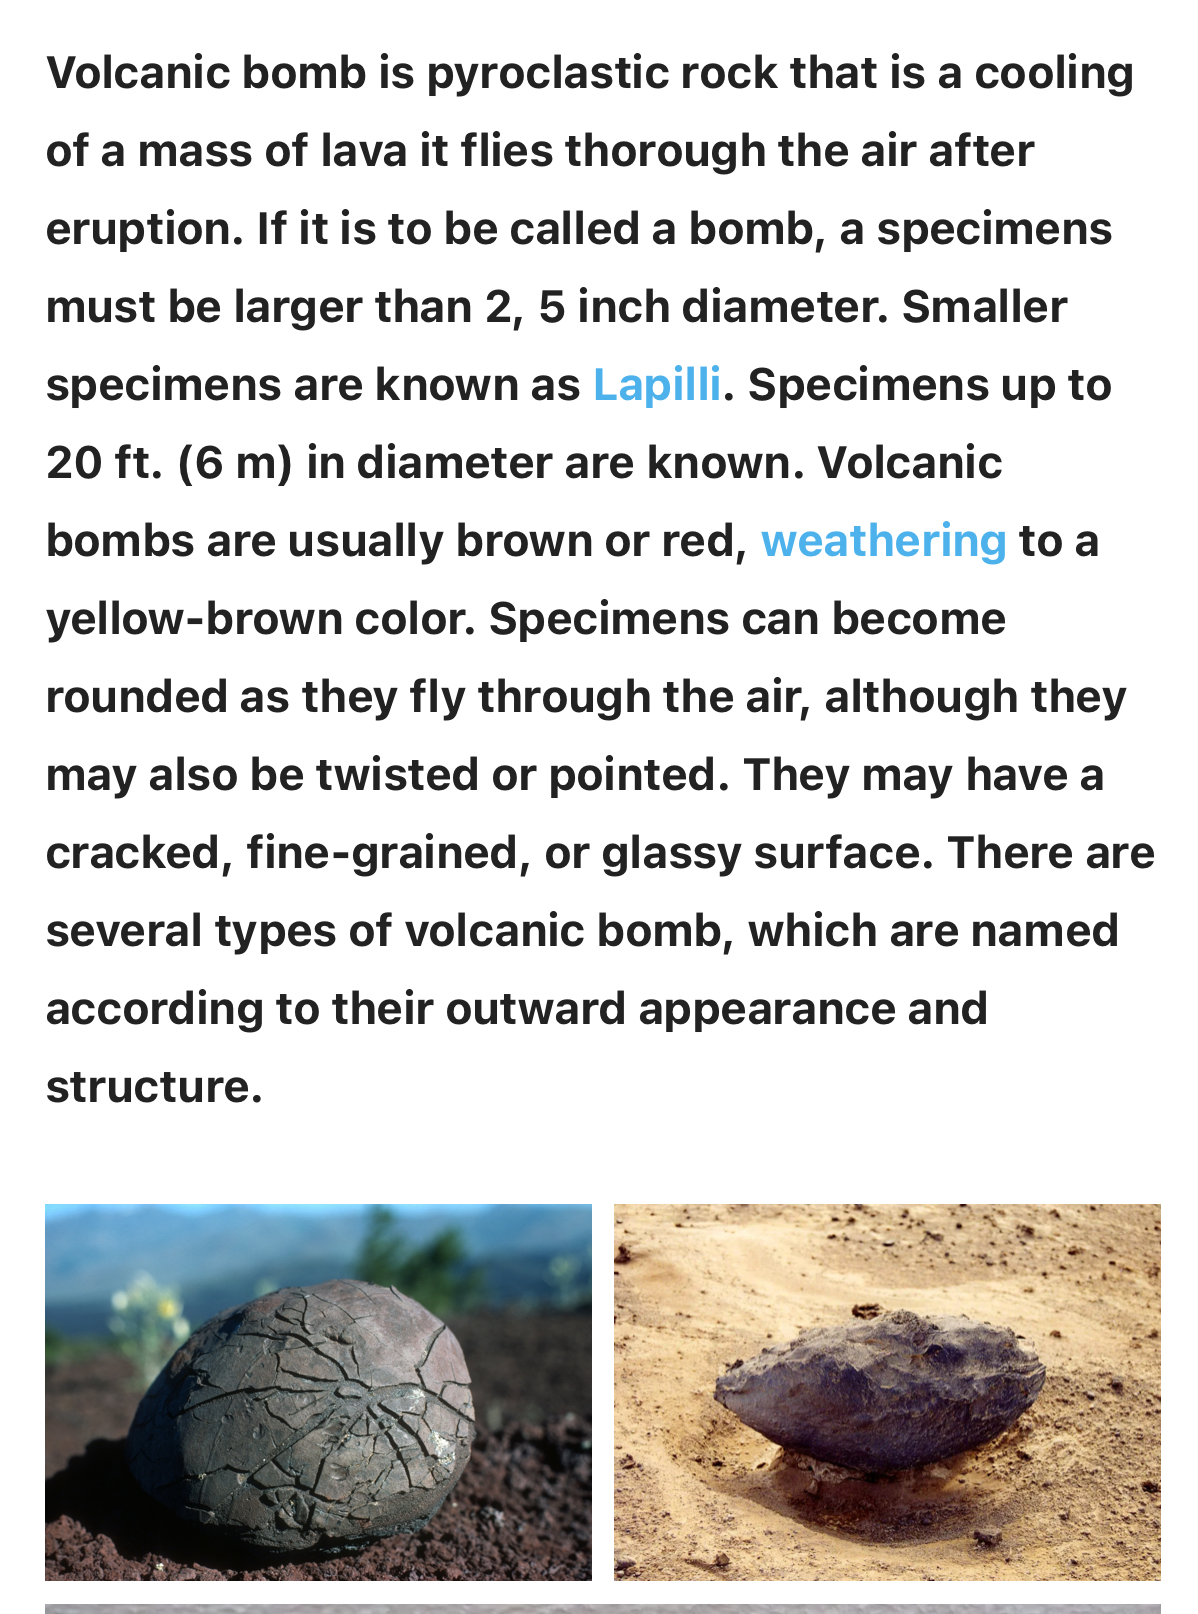 Volcanic bomb is pyroclastic rock that is a cooling
of a mass of lava it flies thorough the air after
eruption. If it is to be called a bomb, a specimens
must be larger than 2, 5 inch diameter. Smaller
specimens are known as Lapilli. Specimens up to
20 ft. (6 m) in diameter are known. Volcanic
bombs are usually brown or red, weathering to a
yellow-brown color. Specimens can become
rounded as they fly through the air, although they
may also be twisted or pointed. They may have a
cracked, fine-grained, or glassy surface. There are
several types of volcanic bomb, which are named
according to their outward appearance and
structure.